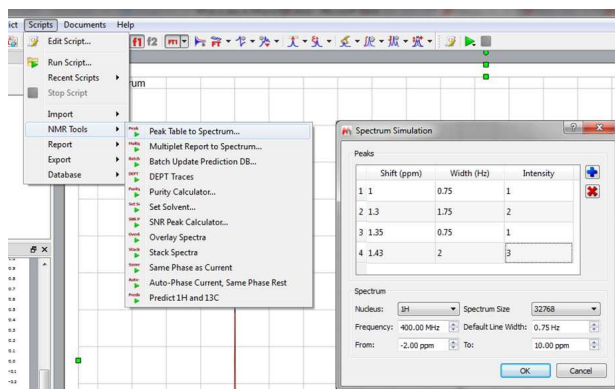 ict Scripts Documents Help
Edit Script...
f1 f2
Run Script...
Recent Scripts
rum
Stop Script
Import
NMR Tools
Report
Export
Database
Peak Table to Spectrum...
Multiplet Report to Spectrum...
Batch Update Prediction DB...
DEPT Traces
Purity Calculator...
Set Solvent...
SNR Peak Calculator...
Overlay Spectra
Stack Spectra
Same Phase as Current
Auto-Phase Current, Same Phase Rest
Predict 1H and 13C
Spectrum Simulation
Peaks
Shift (ppm) Width (Hz) Intensity
1 1 0.75 1
2 1.3 1.75 2
3 1.35 0.75 1
4 1.43 2 3
Spectrum
Nucleus: 1H Spectrum Size 32768
Frequency: 400.00 MHz Default Line Width: 0.75 Hz
From: -2.00 ppm To: 10.00 ppm
OK Cancel